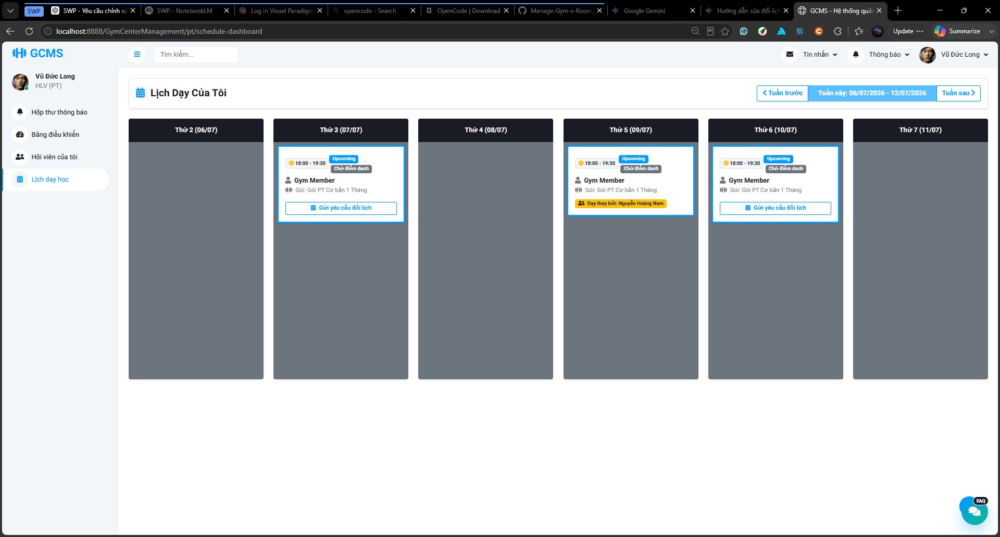 SWP
SWP - Yêu cầu chỉnh sử
SWP - NotebookLM
Log in Visual Paradigm
opencode - Search
OpenCode | Download
Manage-Gym-s-Room/
Google Gemini
Hướng dẫn sửa đổi lịch
GCMS - Hệ thống quản
localhost:8888/GymCenterManagement/pt/schedule-dashboard
Update
Summarize
GCMS
Tìm kiếm...
Tin nhắn
Thông báo
Vũ Đức Long
Vũ Đức Long
HLV (PT)
Hộp thư thông báo
Bảng điều khiển
Hội viên của tôi
Lịch dạy học
Lịch Dạy Của Tôi
Tuần trước
Tuần này: 06/07/2026 - 12/07/2026
Tuần sau
Thứ 2 (06/07)
Thứ 3 (07/07)
18:00 - 19:30
Upcoming
Chờ điểm danh
Gym Member
Gói: Gói PT Cơ bản 1 Tháng
Gửi yêu cầu đổi lịch
Thứ 4 (08/07)
Thứ 5 (09/07)
18:00 - 19:30
Upcoming
Chờ điểm danh
Gym Member
Gói: Gói PT Cơ bản 1 Tháng
Dạy thay bởi: Nguyễn Hoàng Nam
Thứ 6 (10/07)
18:00 - 19:30
Upcoming
Chờ điểm danh
Gym Member
Gói: Gói PT Cơ bản 1 Tháng
Gửi yêu cầu đổi lịch
Thứ 7 (11/07)
FAQ